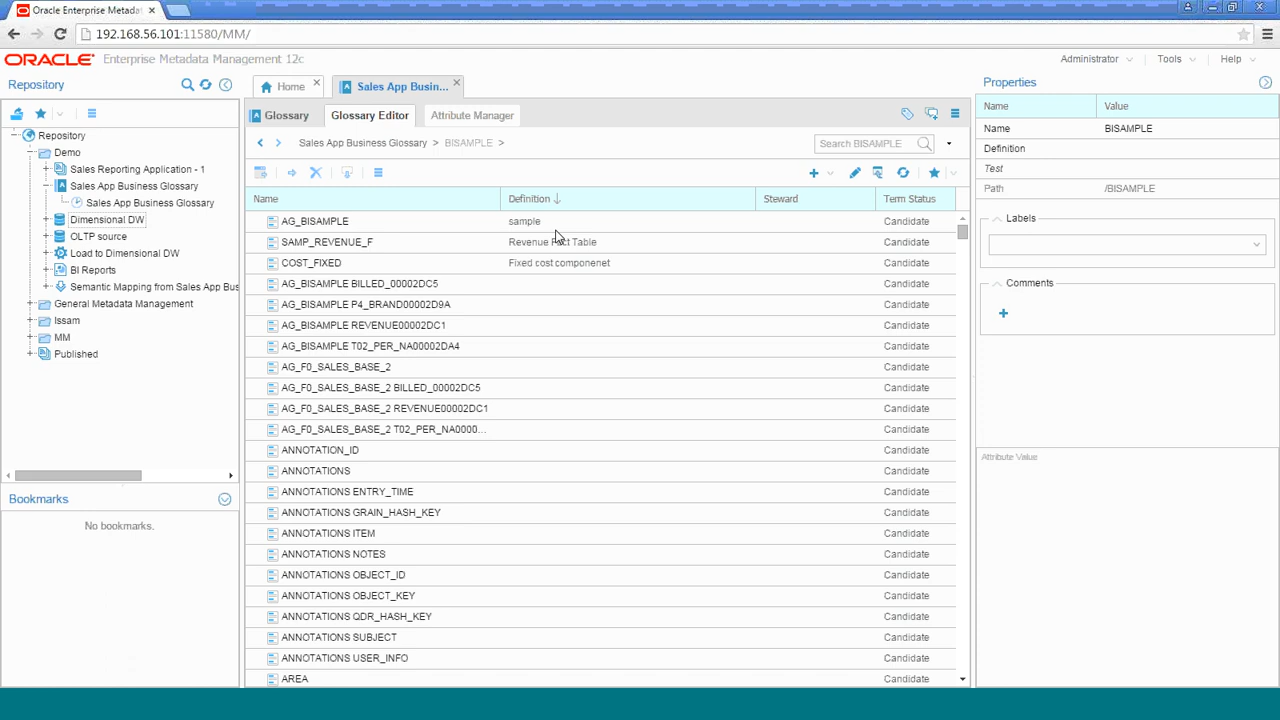 Oracle Enterprise Metada
192.168.56.101:11580/MM/
ORACLE Enterprise Metadata Management 12c
Administrator Tools Help
Repository
Home
Sales App Busin...
Properties
Glossary
Glossary Editor
Attribute Manager
Name Value
Name BISAMPLE
Definition
Test
Path /BISAMPLE
Labels
Comments
Attribute Value
Repository
Demo
Sales Reporting Application - 1
Sales App Business Glossary
Sales App Business Glossary
Dimensional DW
OLTP source
Load to Dimensional DW
BI Reports
Semantic Mapping from Sales App Bus
General Metadata Management
Issam
MM
Published
Bookmarks
No bookmarks.
Sales App Business Glossary > BISAMPLE >
Search BISAMPLE
Name Definition Steward Term Status
AG_BISAMPLE sample Candidate
SAMP_REVENUE_F Revenue Fact Table Candidate
COST_FIXED Fixed cost componenet Candidate
AG_BISAMPLE BILLED_00002DC5 Candidate
AG_BISAMPLE P4_BRAND00002D9A Candidate
AG_BISAMPLE REVENUE00002DC1 Candidate
AG_BISAMPLE T02_PER_NA00002DA4 Candidate
AG_F0_SALES_BASE_2 Candidate
AG_F0_SALES_BASE_2 BILLED_00002DC5 Candidate
AG_F0_SALES_BASE_2 REVENUE00002DC1 Candidate
AG_F0_SALES_BASE_2 T02_PER_NA0000... Candidate
ANNOTATION_ID Candidate
ANNOTATIONS Candidate
ANNOTATIONS ENTRY_TIME Candidate
ANNOTATIONS GRAIN_HASH_KEY Candidate
ANNOTATIONS ITEM Candidate
ANNOTATIONS NOTES Candidate
ANNOTATIONS OBJECT_ID Candidate
ANNOTATIONS OBJECT_KEY Candidate
ANNOTATIONS QDR_HASH_KEY Candidate
ANNOTATIONS SUBJECT Candidate
ANNOTATIONS USER_INFO Candidate
AREA Candidate